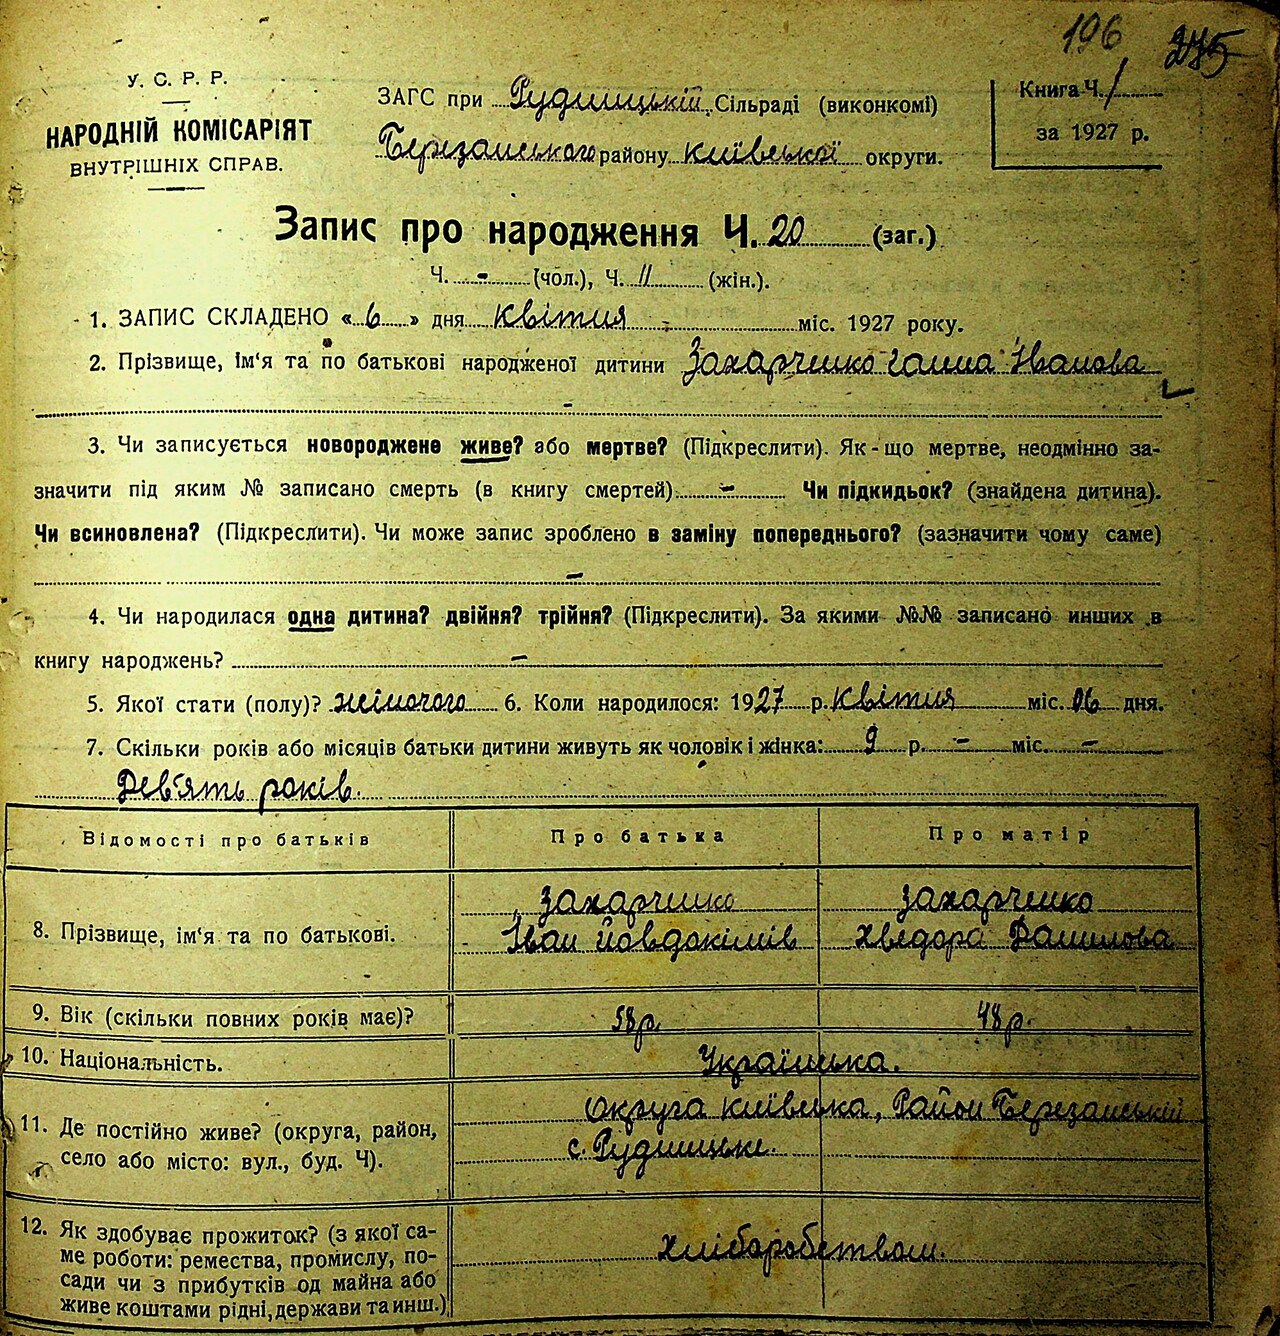 196 275
У. С. Р. Р.
НАРОДНІЙ КОМІСАРІЯТ
ВНУТРІШНІХ СПРАВ.
ЗАГС при Рудницькій Сільраді (виконкомі)
Березанського району Київської округи.
Книга Ч. 1
за 1927 р.
Запис про народження Ч. 20 (заг.)
Ч. - (чол.), Ч. 11 (жін.).
1. ЗАПИС СКЛАДЕНО « 6 » дня квітня міс. 1927 року.
2. Прізвище, ім'я та по батькові народженої дитини Захарченко Ганна Іванова
3. Чи записується новороджене живе? або мертве? (Підкреслити). Як-що мертве, неодмінно за-
значити під яким № записано смерть (в книгу смертей) - Чи підкидьок? (знайдена дитина).
Чи всиновлена? (Підкреслити). Чи може запис зроблено в заміну попереднього? (зазначити чому саме)
-
4. Чи народилася одна дитина? двійня? трійня? (Підкреслити). За якими №№ записано инших в
книгу народжень? -
5. Якої стати (полу)? жіночого 6. Коли народилося: 1927 р. квітня міс. 06 дня.
7. Скільки років або місяців батьки дитини живуть як чоловік і жінка: 9 р. - міс. -
Дев'ять років.
Відомості про батьків Про батька Про матір
8. Прізвище, ім'я та по батькові.
Захарченко Іван Йовдокімів
Захарченко Хведора Данилова
9. Вік (скільки повних років має)? 58 р. 48 р.
10. Національність. Українка.
11. Де постійно живе? (округа, район,
село або місто: вул., буд. Ч).
Округа Київська, Район Березанський
с. Рудницьке.
12. Як здобуває прожиток? (з якої са-
ме роботи: ремества, промислу, по-
сади чи з прибутків од майна або
живе коштами рідні, держави та инш.)
хліборобством.